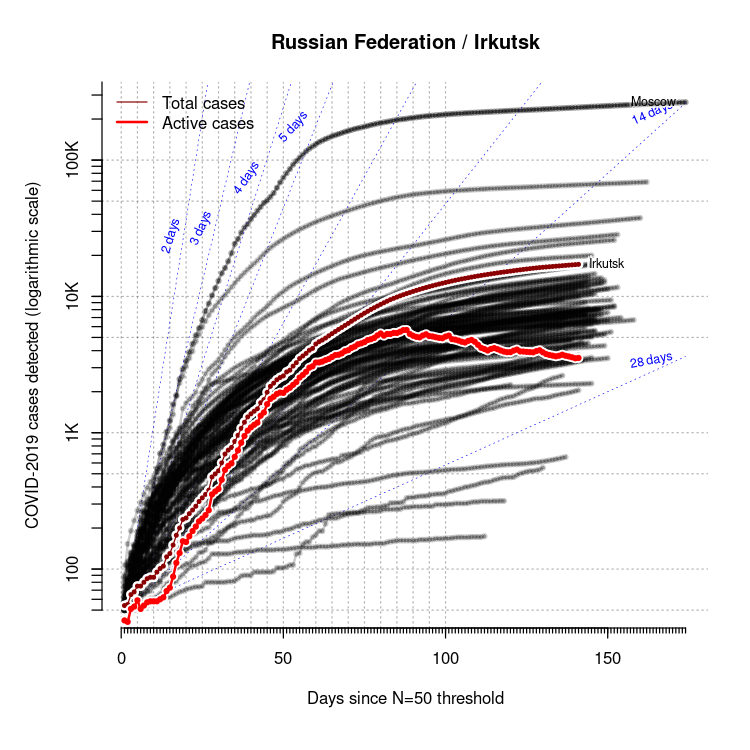 Russian Federation / Irkutsk
Total cases
Active cases
Moscow
14 days
5 days
4 days
3 days
2 days
Irkutsk
28 days
100K
10K
1K
100
COVID-2019 cases detected (logarithmic scale)
0 50 100 150
Days since N=50 threshold